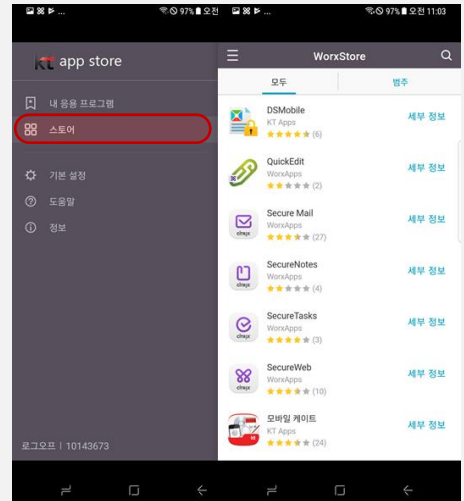 97% 오전
kt app store
내 응용 프로그램
스토어
기본 설정
도움말
정보
로그오프 | 10143673
97% 오전 11:03
WorxStore
모두
범주
DSMobile
KT Apps
(6)
세부 정보
QuickEdit
WorxApps
(2)
세부 정보
Secure Mail
WorxApps
(27)
세부 정보
citrix
SecureNotes
WorxApps
(4)
세부 정보
citrix
SecureTasks
WorxApps
(3)
세부 정보
citrix
SecureWeb
WorxApps
(10)
세부 정보
citrix
모바일 케이트
KT Apps
(24)
세부 정보